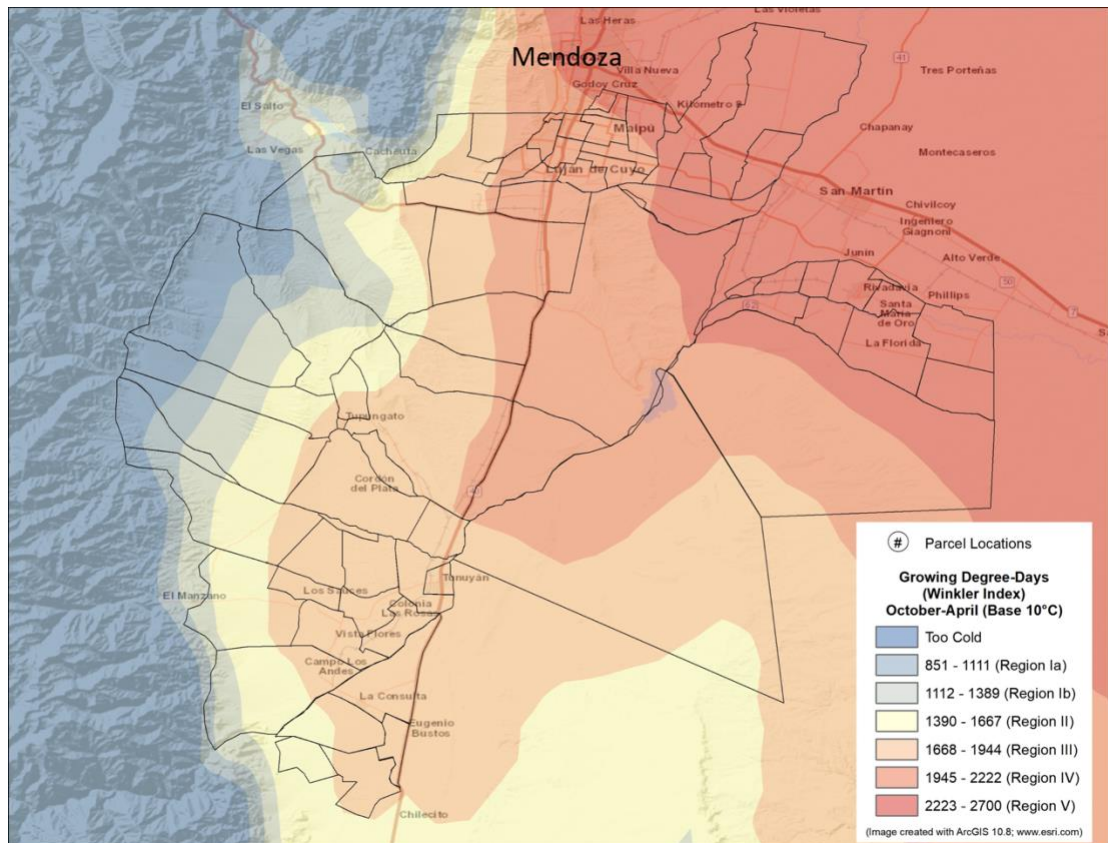 Las Violetas
Las Heras
Mendoza
41
Villa Nueva
Tres Porteñas
Godoy Cruz
El Salto
Kilometro 8
Maipú
Chapanay
Las Vegas
Cacheuta
Montecaseros
Luján de Cuyo
San Martín
Chivilcoy
Ingeniero
Giagnoni
Junín
Alto Verde
50
Rivadavia
Phillips
62
Santa
María
de Oro
7
La Florida
Tupungato
Cordón
del Plata
40
Tunuyán
Los Sauces
El Manzano
Colonia
Las Rosas
Vista Flores
Campo Los
Andes
La Consulta
Eugenio
Bustos
Chilecito
# Parcel Locations
Growing Degree-Days
(Winkler Index)
October-April (Base 10°C)
Too Cold
851 - 1111 (Region Ia)
1112 - 1389 (Region Ib)
1390 - 1667 (Region II)
1668 - 1944 (Region III)
1945 - 2222 (Region IV)
2223 - 2700 (Region V)
(Image created with ArcGIS 10.8; www.esri.com)